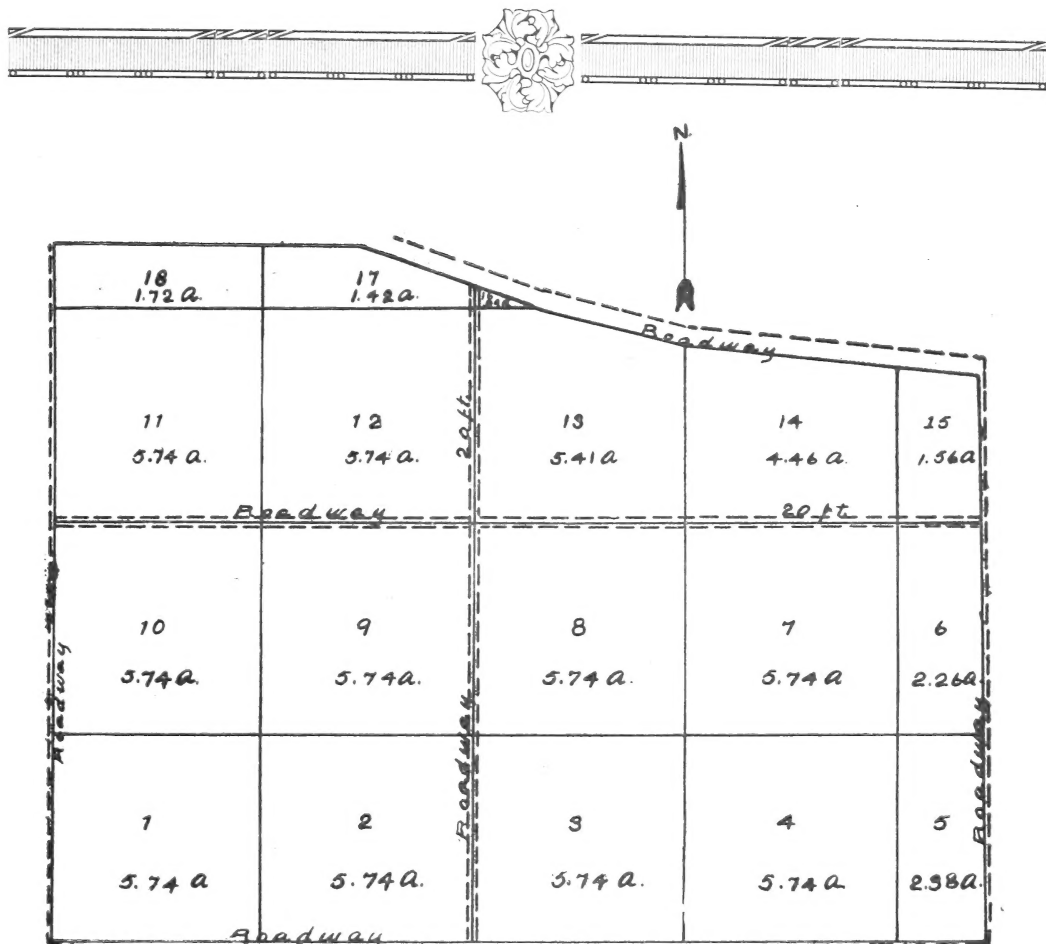 N.
18
1.72 a.
17
1.42 a.
Roadway
11
5.74 a.
12
5.74 a.
20 ft.
13
5.41 a
14
4.46 a.
15
1.56 a
Roadway
20 ft.
10
5.74 a.
9
5.74 a.
8
5.74 a.
7
5.74 a
6
2.26 a.
Roadway
Roadway
Roadway
1
5.74 a
2
5.74 a.
3
5.74 a.
4
5.74 a.
5
2.38 a.
Roadway